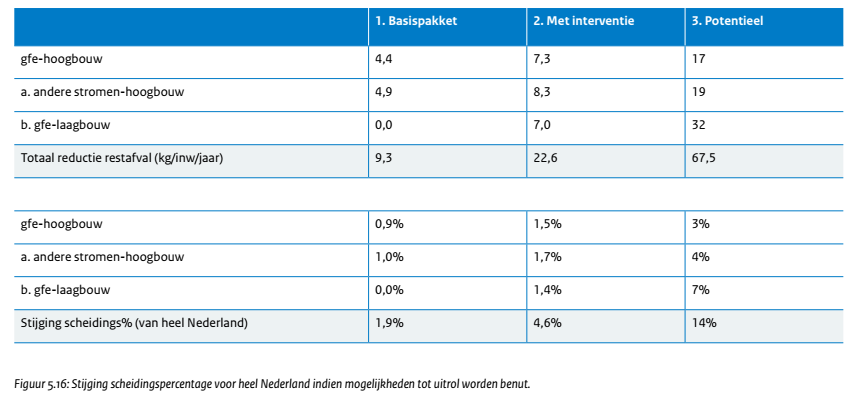 1. Basispakket 2. Met interventie 3. Potentieel
gfe-hoogbouw 4,4 7,3 17
a. andere stromen-hoogbouw 4,9 8,3 19
b. gfe-laagbouw 0,0 7,0 32
Totaal reductie restafval (kg/inw/jaar) 9,3 22,6 67,5
gfe-hoogbouw 0,9% 1,5% 3%
a. andere stromen-hoogbouw 1,0% 1,7% 4%
b. gfe-laagbouw 0,0% 1,4% 7%
Stijging scheidings% (van heel Nederland) 1,9% 4,6% 14%
Figuur 5.16: Stijging scheidingspercentage voor heel Nederland indien mogelijkheden tot uitrol worden benut.